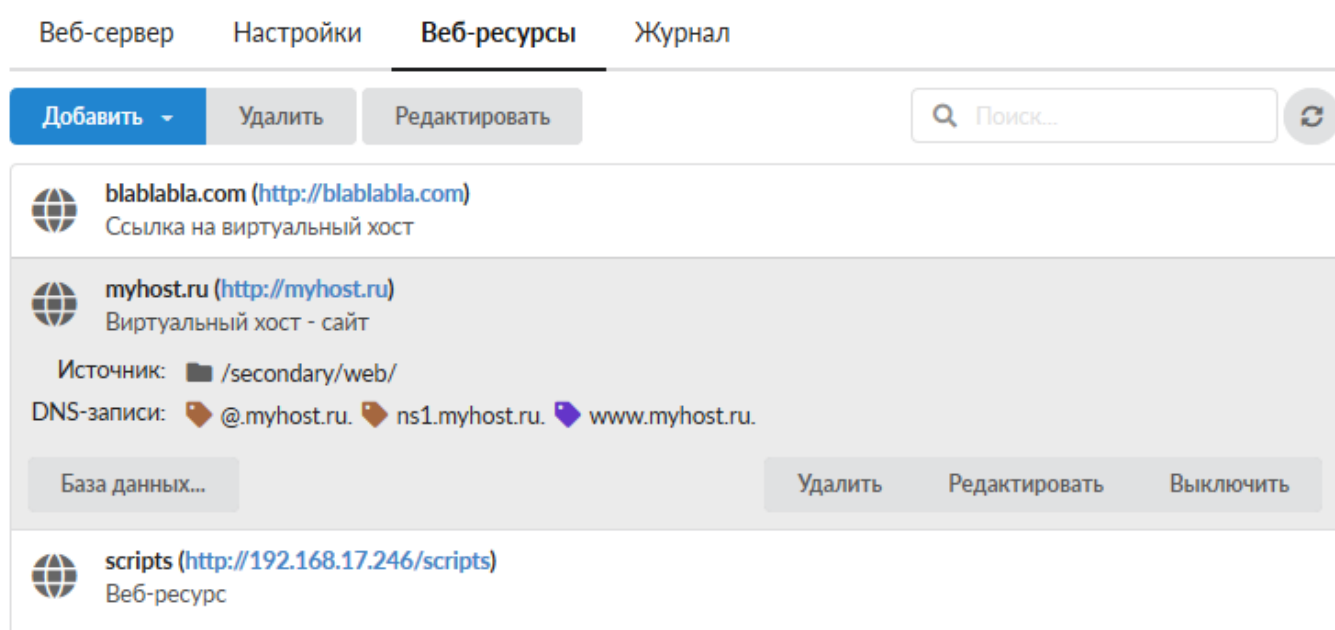 Веб-сервер Настройки Веб-ресурсы Журнал
Добавить Удалить Редактировать Поиск...
blablabla.com (http://blablabla.com)
Ссылка на виртуальный хост
myhost.ru (http://myhost.ru)
Виртуальный хост - сайт
Источник: /secondary/web/
DNS-записи: @.myhost.ru. ns1.myhost.ru. www.myhost.ru.
База данных... Удалить Редактировать Выключить
scripts (http://192.168.17.246/scripts)
Веб-ресурс